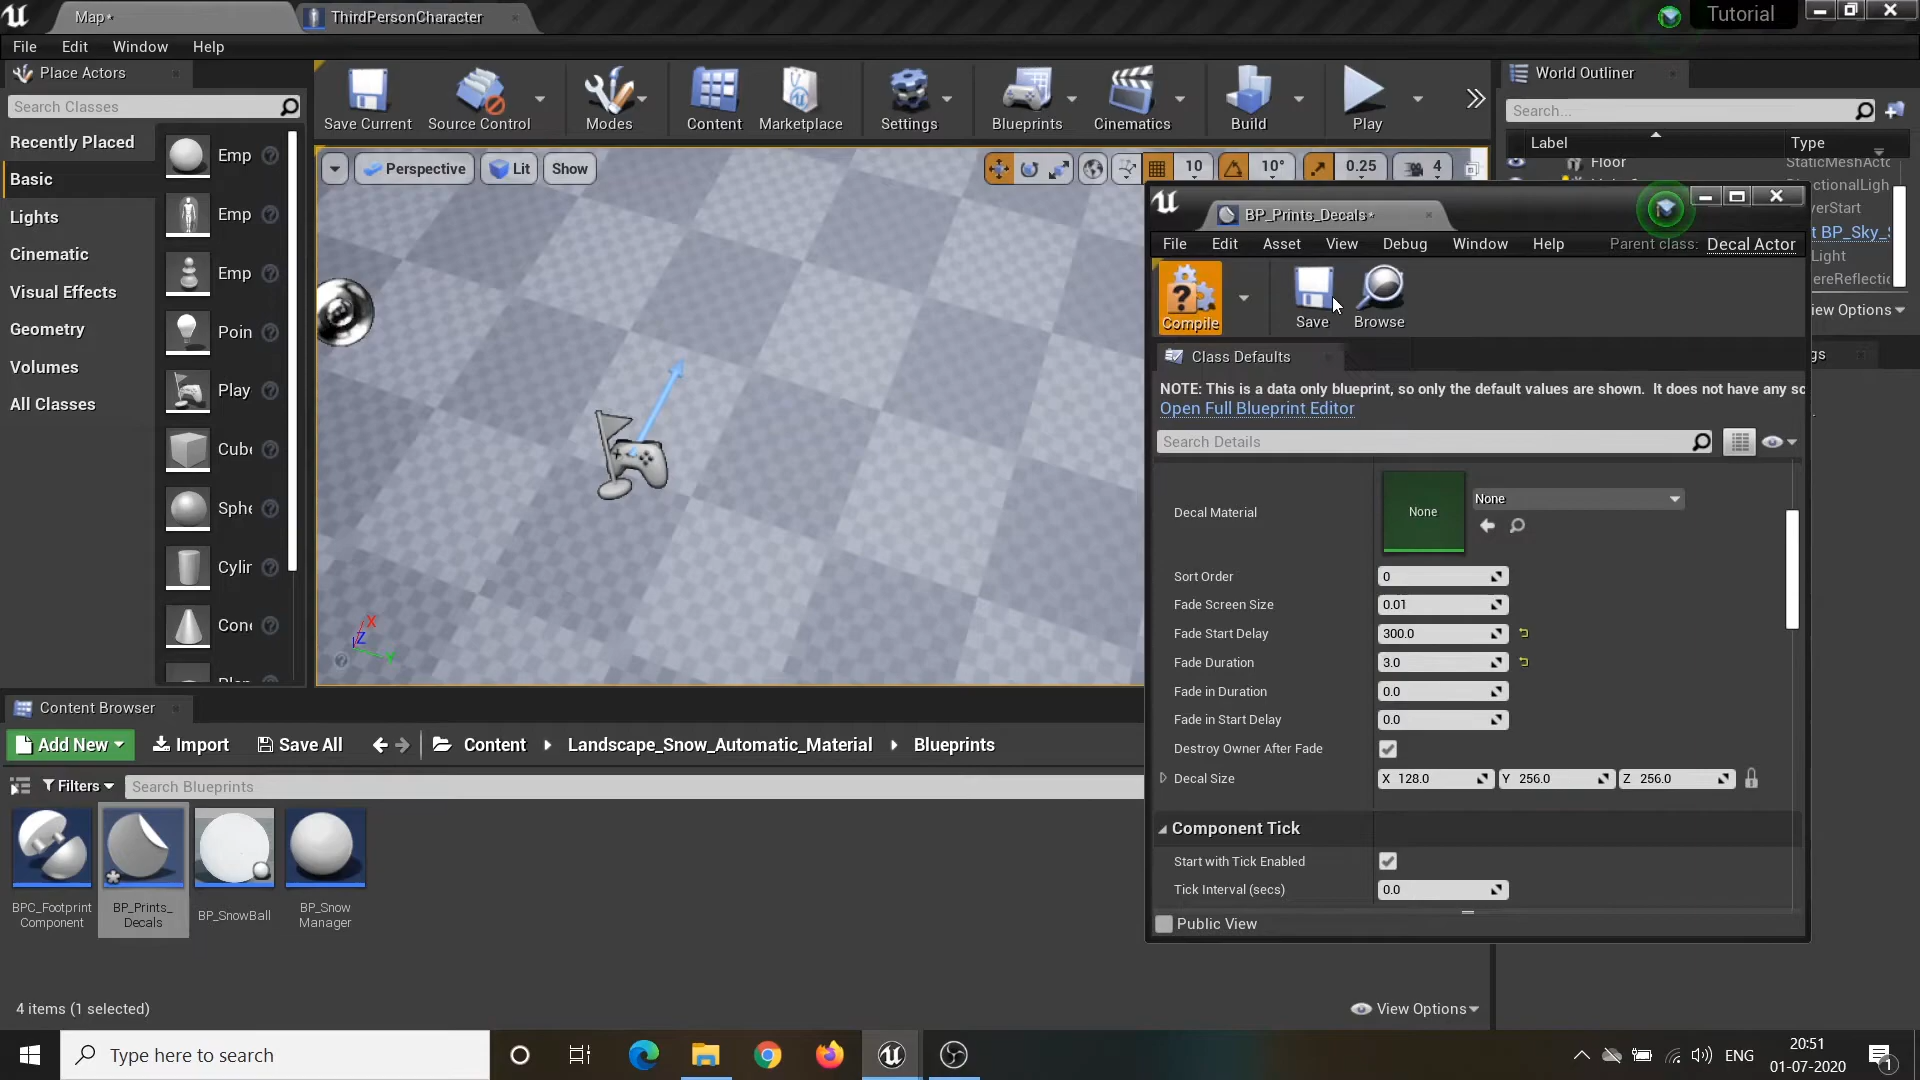 Map*
ThirdPersonCharacter
Tutorial
File Edit Window Help
Place Actors
Search Classes
Recently Placed
Basic
Lights
Cinematic
Visual Effects
Geometry
Volumes
All Classes
Emp
Emp
Emp
Poin
Play
Cube
Sphe
Cylir
Cone
Save Current
Source Control
Modes
Content
Marketplace
Settings
Blueprints
Cinematics
Build
Play
Perspective
Lit
Show
10
10°
0.25
4
X
Z
World Outliner
Search...
Label
Type
Floor
StaticMeshActo
DirectionalLigh
erStart
t BP_Sky_S
Light
ereReflectic
iew Options
gs
BP_Prints_Decals*
File Edit Asset View Debug Window Help
Parent class: Decal Actor
Compile
Save
Browse
Class Defaults
NOTE: This is a data only blueprint, so only the default values are shown. It does not have any sc
Open Full Blueprint Editor
Search Details
Decal Material
None
None
Sort Order
0
Fade Screen Size
0.01
Fade Start Delay
300.0
Fade Duration
3.0
Fade in Duration
0.0
Fade in Start Delay
0.0
Destroy Owner After Fade
Decal Size
X 128.0
Y 256.0
Z 256.0
Component Tick
Start with Tick Enabled
Tick Interval (secs)
0.0
Public View
Content Browser
Add New
Import
Save All
Content
Landscape_Snow_Automatic_Material
Blueprints
Filters
Search Blueprints
BPC_Footprint
Component
BP_Prints_
Decals
BP_SnowBall
BP_Snow
Manager
4 items (1 selected)
View Options
Type here to search
ENG
20:51
01-07-2020
1